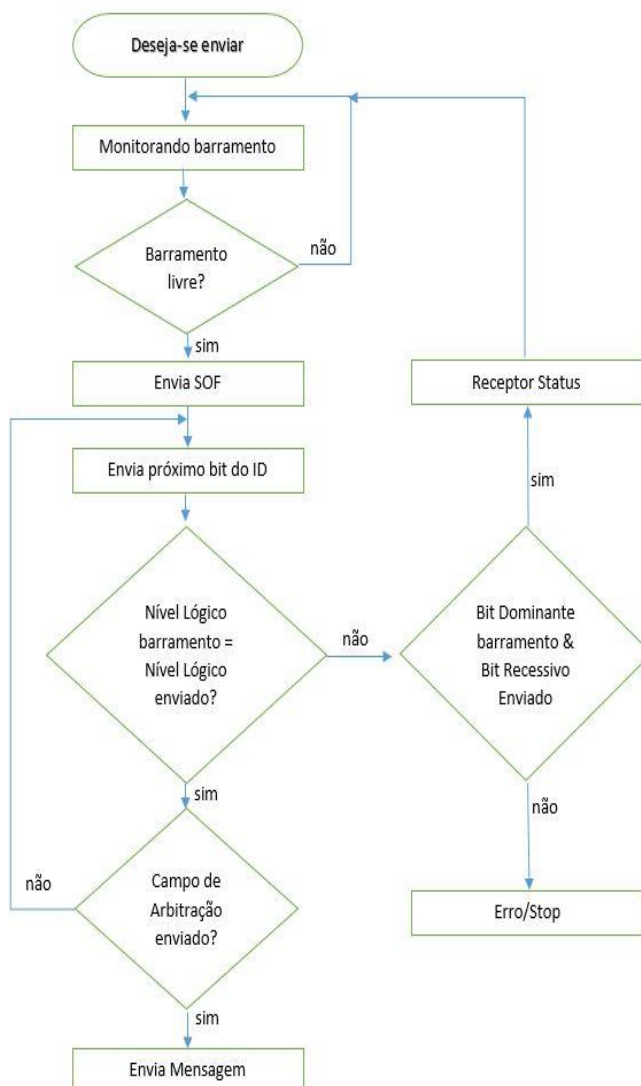 Deseja-se enviar
Monitorando barramento
Barramento
livre?
não
sim
Envia SOF
Receptor Status
Envia próximo bit do ID
sim
Nível Lógico
barramento =
Nível Lógico
enviado?
não
Bit Dominante
barramento &
Bit Recessivo
Enviado
sim
não
Campo de
Arbitração
enviado?
não
Erro/Stop
sim
Envia Mensagem